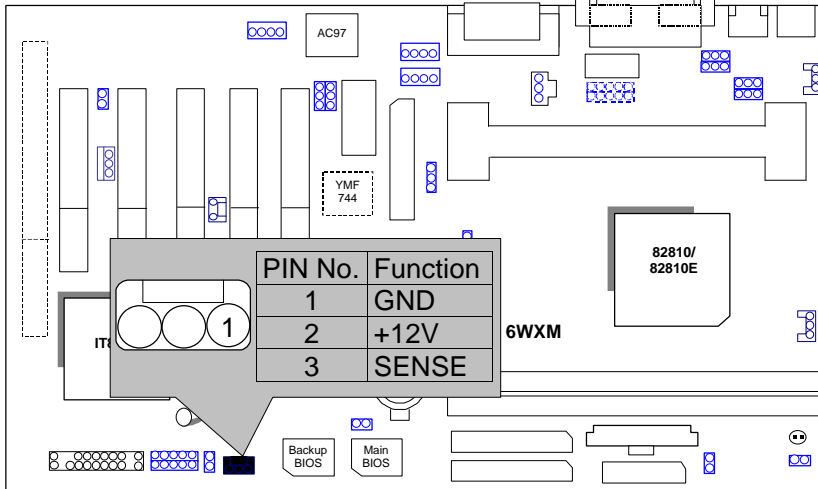 AC97
YMF
744
82810/
82810E
PIN No. Function
1 GND
2 +12V
3 SENSE
1
6WXM
Backup
BIOS
Main
BIOS